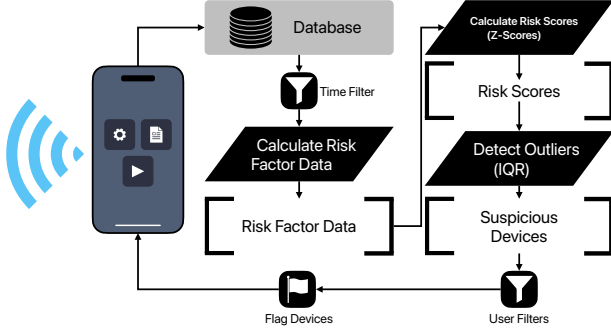 Database
Time Filter
Calculate Risk
Factor Data
Risk Factor Data
Calculate Risk Scores
(Z-Scores)
Risk Scores
Detect Outliers
(IQR)
Suspicious
Devices
User Filters
Flag Devices